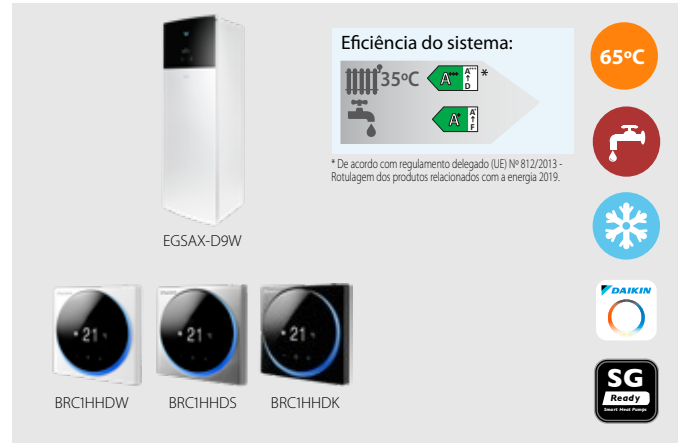 Eficiência do sistema:
35ºC A+++ A+++ ↑ D *
A+ A+ ↑ F
* De acordo com regulamento delegado (UE) Nº 812/2013 -
Rotulagem dos produtos relacionados com a energia 2019.
65ºC
EGSAX-D9W
DAIKIN
21
21
21
BRC1HHDW
BRC1HHDS
BRC1HHDK
SG
Ready
Smart Heat Pumps